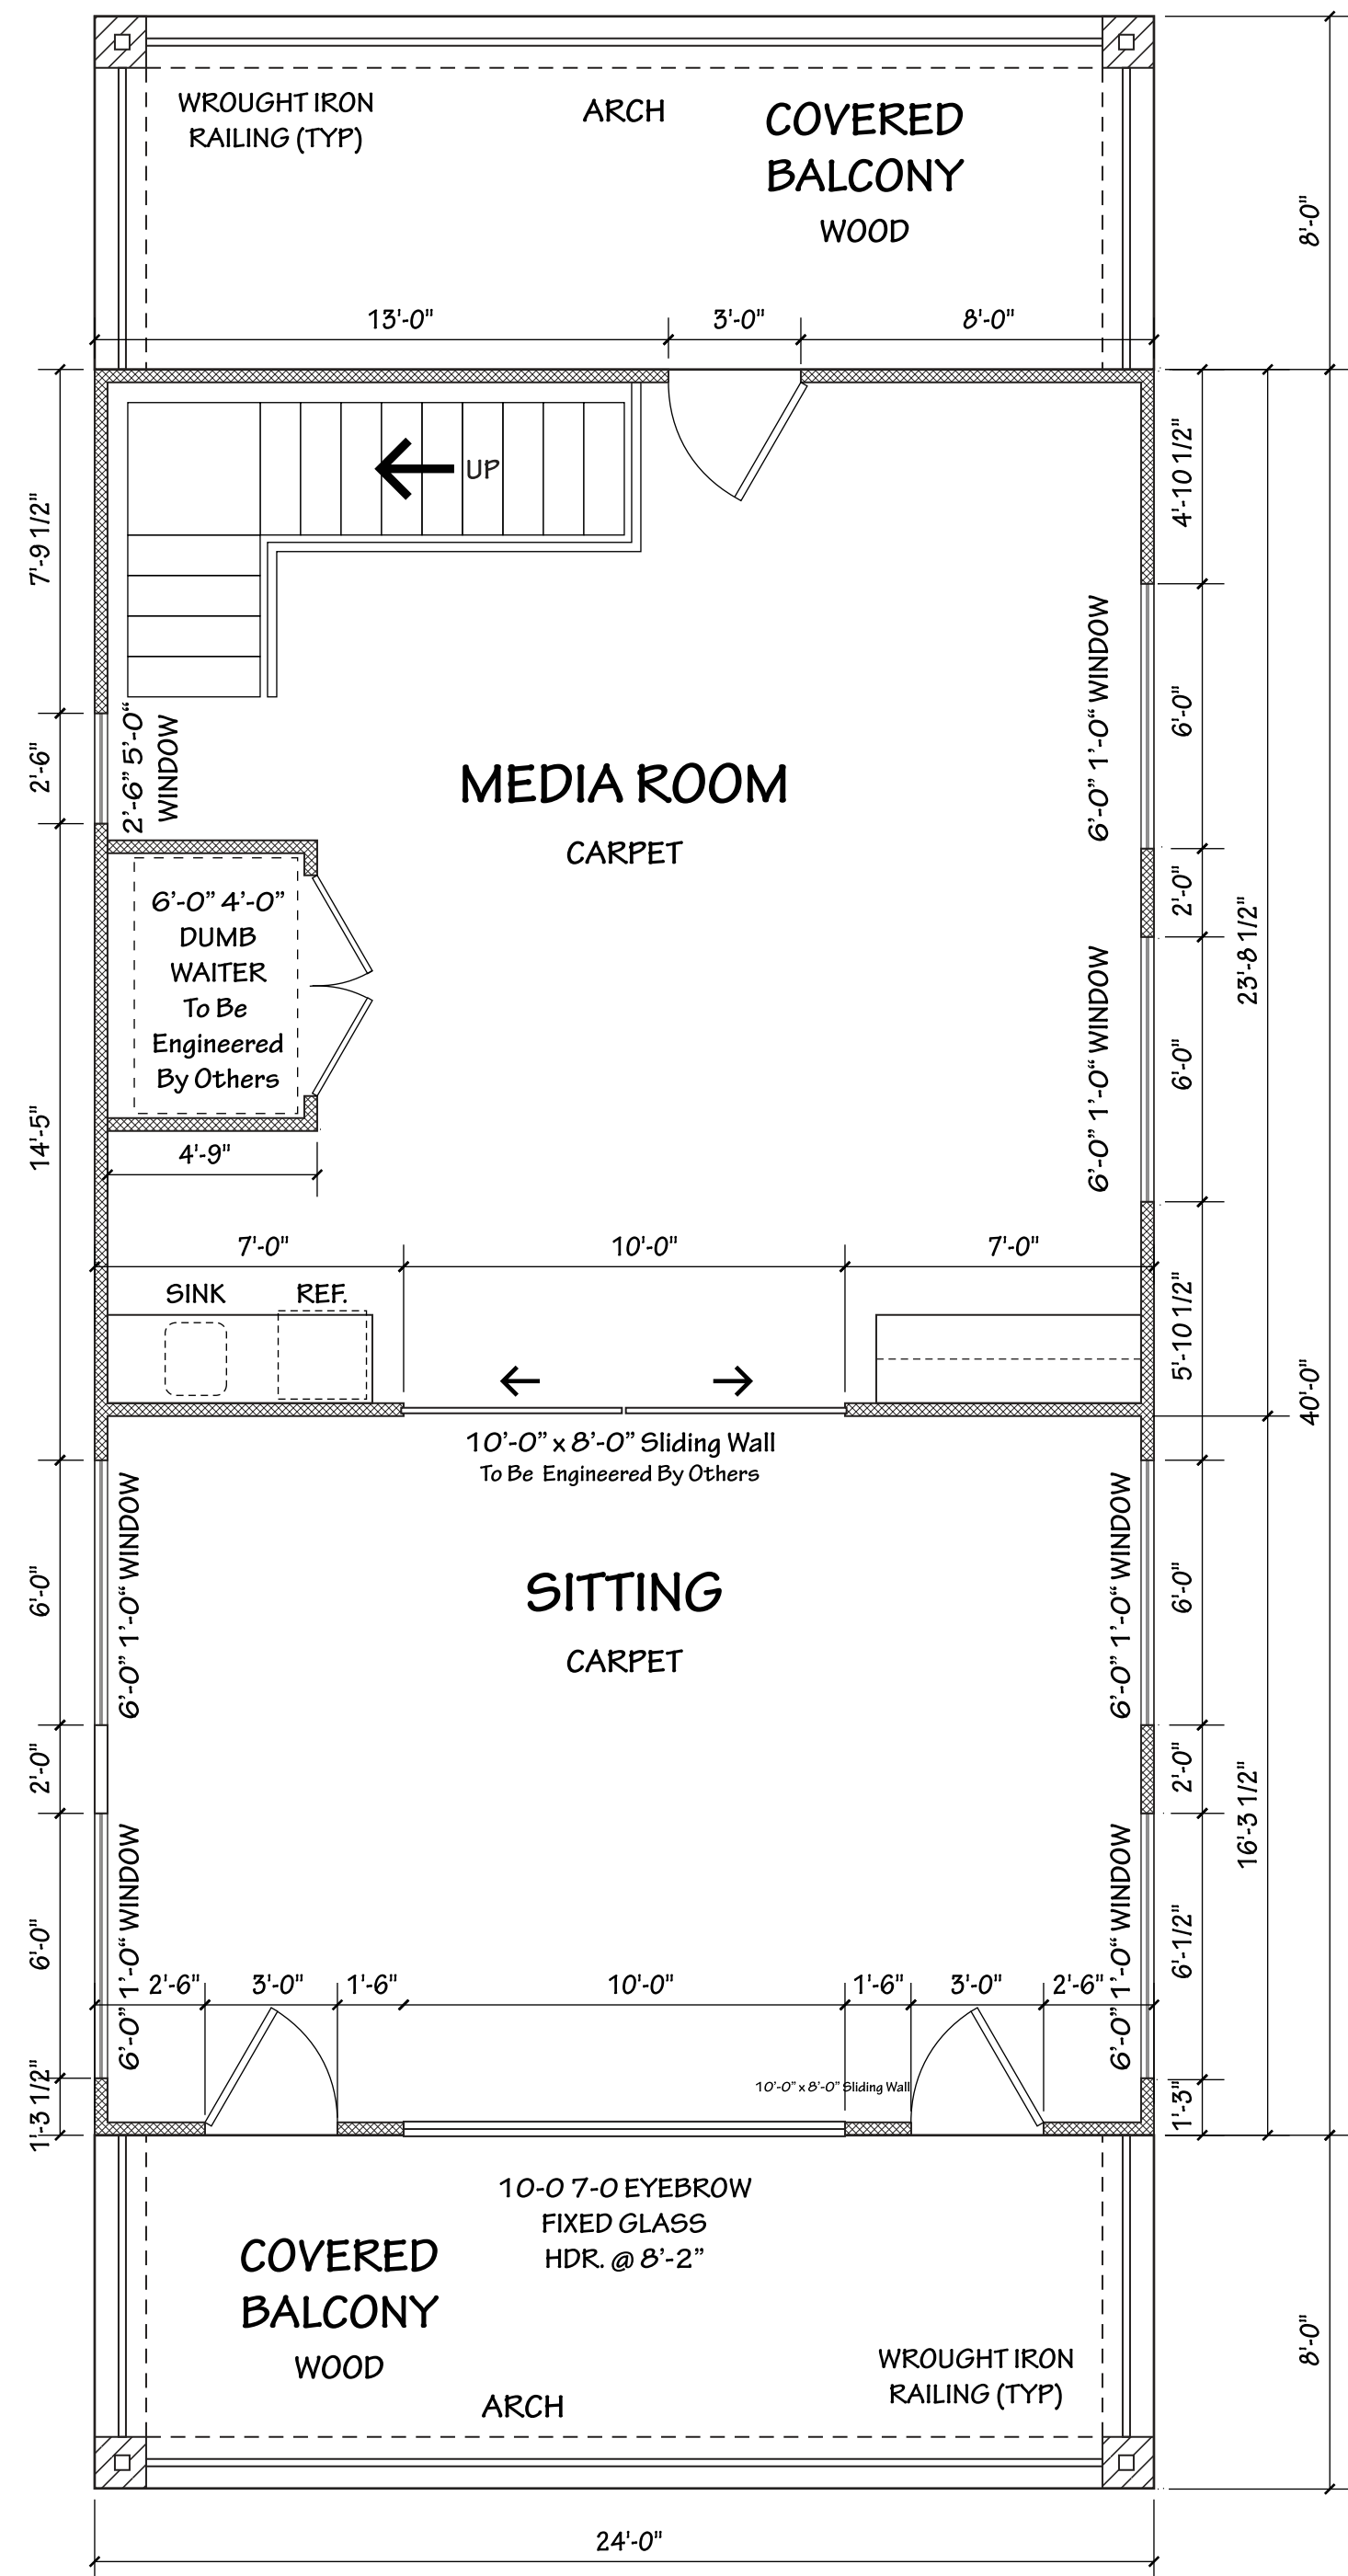 WROUGHT IRON
RAILING (TYP)
ARCH
COVERED
BALCONY
WOOD
8'-0"
13'-0"
3'-0"
8'-0"
UP
7'-9 1/2"
4'-10 1/2"
2'-6"
2'-6" 5'-0"
WINDOW
6'-0" 1'-0" WINDOW
6'-0"
MEDIA ROOM
CARPET
2'-0"
23'-8 1/2"
6'-0" 4'-0"
DUMB
WAITER
To Be
Engineered
By Others
6'-0" 1'-0" WINDOW
6'-0"
14'-5"
4'-9"
7'-0"
10'-0"
7'-0"
SINK
REF.
5'-10 1/2"
40'-0"
10'-0" x 8'-0" Sliding Wall
To Be Engineered By Others
6'-0"
6'-0" 1'-0" WINDOW
SITTING
CARPET
6'-0" 1'-0" WINDOW
6'-0"
2'-0"
2'-0"
16'-3 1/2"
6'-0"
6'-0" 1'-0" WINDOW
6'-0" 1'-0" WINDOW
6'-1/2"
2'-6"
3'-0"
1'-6"
10'-0"
1'-6"
3'-0"
2'-6"
1'-3 1/2"
10'-0" x 8'-0" Sliding Wall
1'-3"
10-0 7-0 EYEBROW
FIXED GLASS
HDR. @ 8'-2"
COVERED
BALCONY
WOOD
ARCH
WROUGHT IRON
RAILING (TYP)
8'-0"
24'-0"